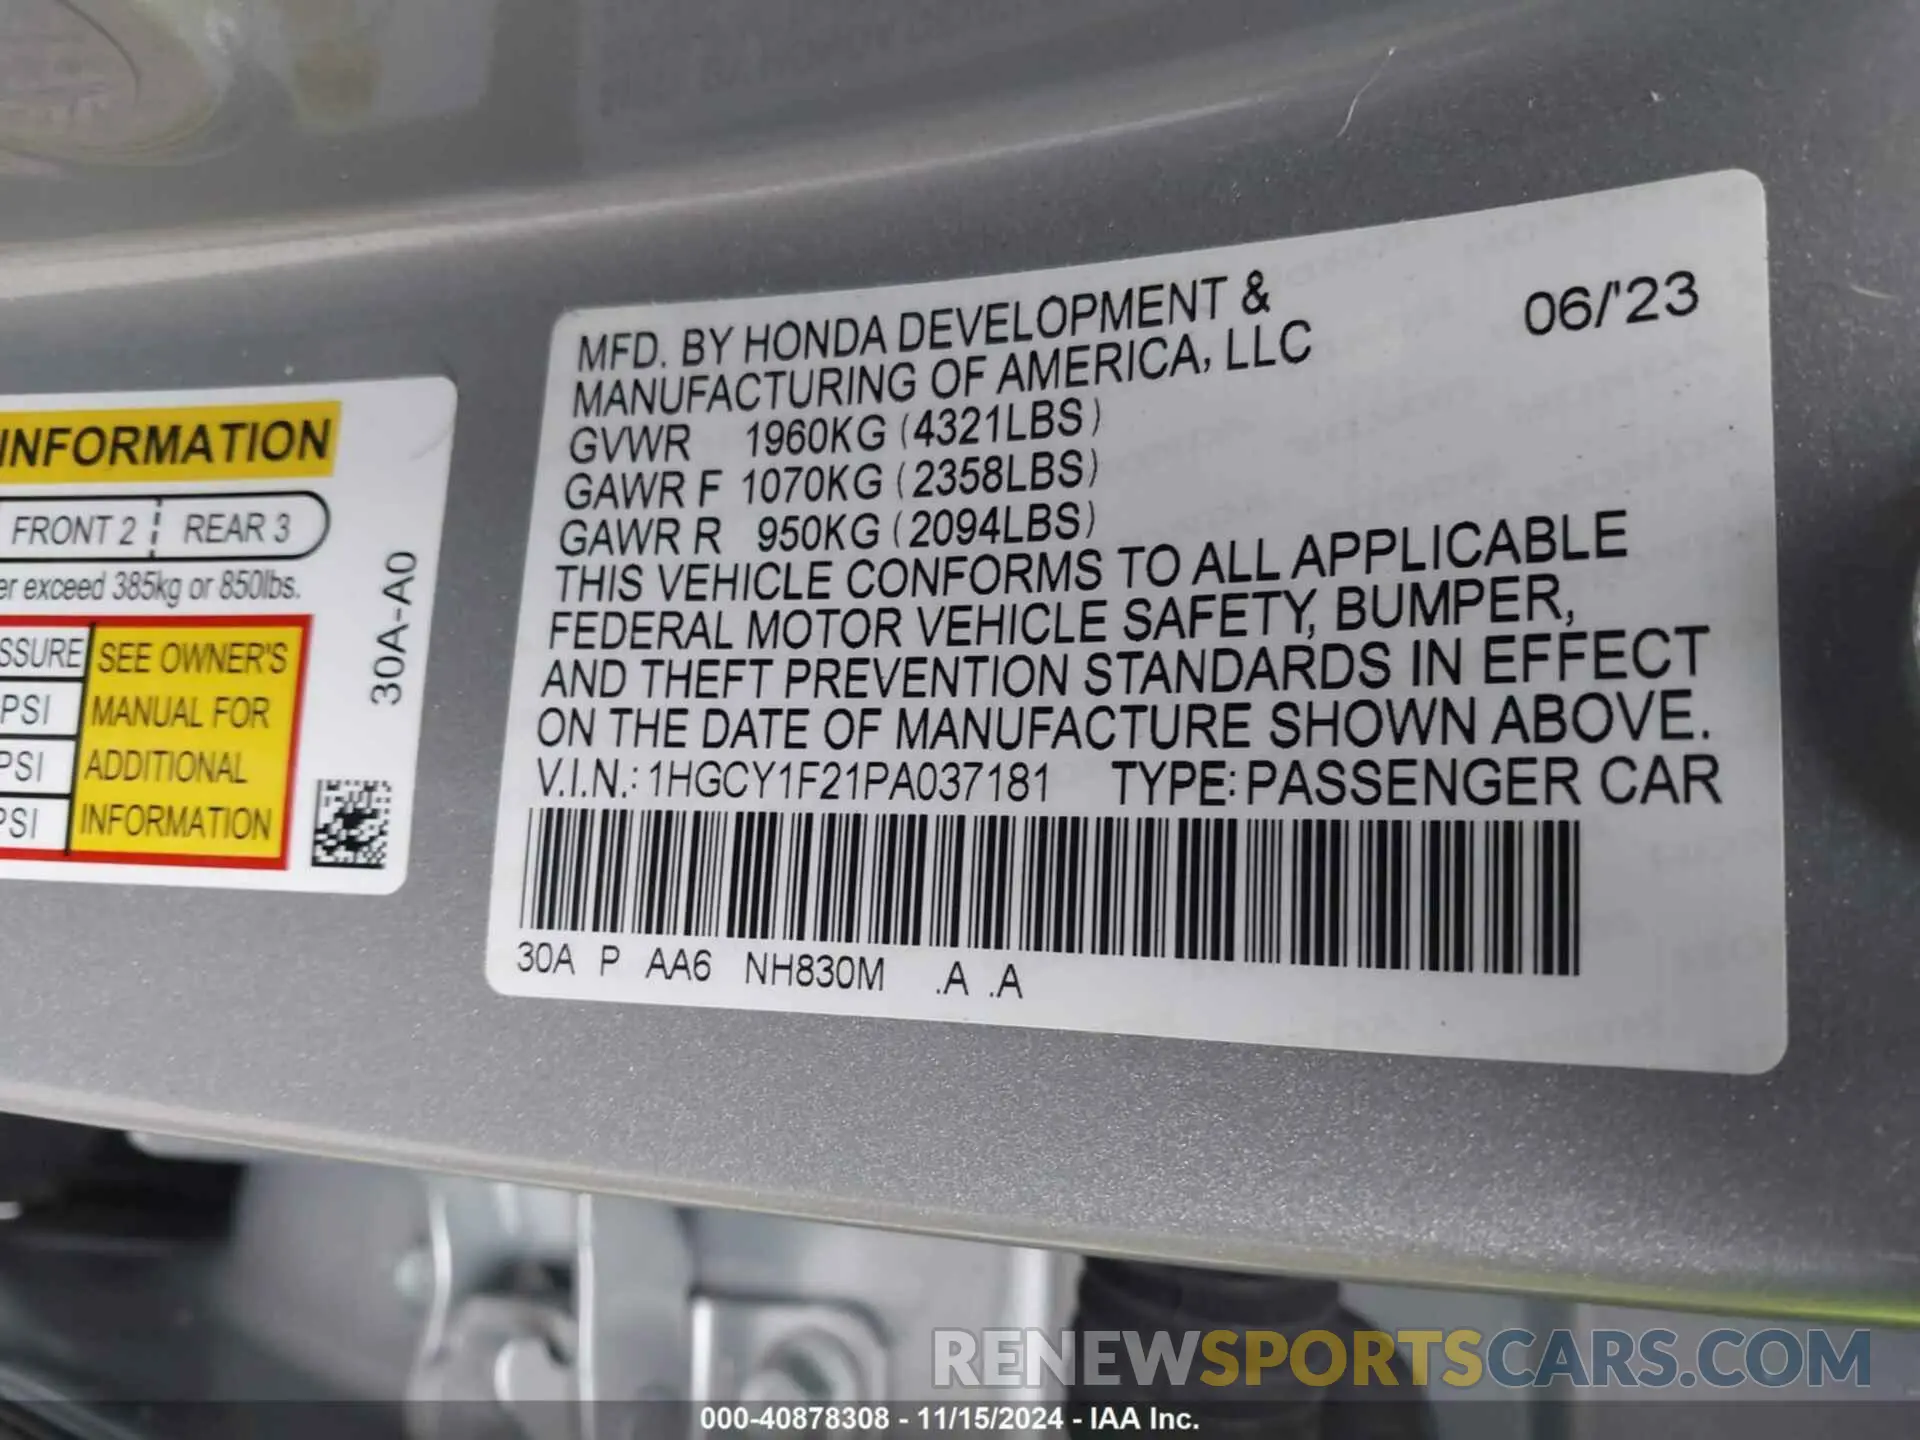 INFORMATION
FRONT 2 REAR 3
exceed 385kg or 850lbs.
SEE OWNER'S
PSI MANUAL FOR
PSI ADDITIONAL
PSI INFORMATION
30A-A0
MFD. BY HONDA DEVELOPMENT & 06/'23
MANUFACTURING OF AMERICA, LLC
GVWR 1960KG (4321LBS)
GAWR F 1070KG (2358LBS)
GAWR R 950KG (2094LBS)
THIS VEHICLE CONFORMS TO ALL APPLICABLE
FEDERAL MOTOR VEHICLE SAFETY, BUMPER,
AND THEFT PREVENTION STANDARDS IN EFFECT
ON THE DATE OF MANUFACTURE SHOWN ABOVE.
V.I.N.: 1HGCY1F21PA037181 TYPE: PASSENGER CAR
30A P AA6 NH830M .A .A
RENEWSPORTSCARS.COM
000-40878308 - 11/15/2024 - IAA Inc.